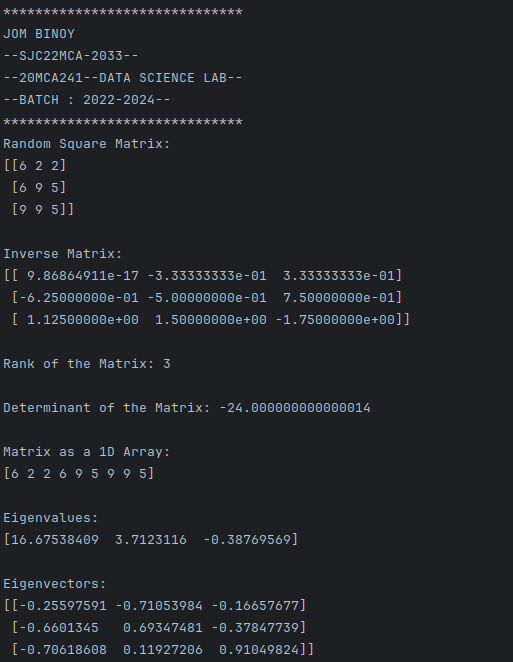 ******************************
JOM BINOY
--SJC22MCA-2033--
--20MCA241--DATA SCIENCE LAB--
--BATCH : 2022-2024--
******************************
Random Square Matrix:
[[6 2 2]
 [6 9 5]
 [9 9 5]]
Inverse Matrix:
[[ 9.86864911e-17 -3.33333333e-01  3.33333333e-01]
 [-6.25000000e-01 -5.00000000e-01  7.50000000e-01]
 [ 1.12500000e+00  1.50000000e+00 -1.75000000e+00]]
Rank of the Matrix: 3
Determinant of the Matrix: -24.000000000000014
Matrix as a 1D Array:
[6 2 2 6 9 5 9 9 5]
Eigenvalues:
[16.67538409  3.7123116  -0.38769569]
Eigenvectors:
[[-0.25597591 -0.71053984 -0.16657677]
 [-0.6601345   0.69347481 -0.37847739]
 [-0.70618608  0.11927206  0.91049824]]